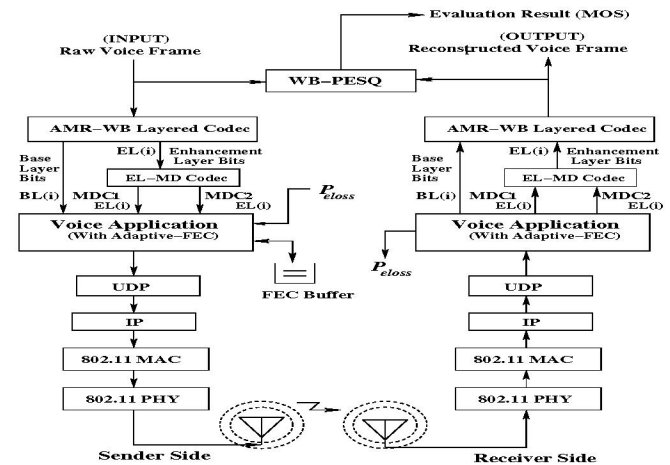 Evaluation Result (MOS)
(INPUT)
Raw Voice Frame
(OUTPUT)
Reconstructed Voice Frame
WB-PESQ
AMR-WB Layered Codec
Base
Layer
Bits
EL(i)
Enhancement
Layer Bits
EL-MD Codec
BL(i)
MDC1
EL(i)
MDC2
EL(i)
Peloss
Voice Application
(With Adaptive-FEC)
FEC Buffer
UDP
IP
802.11 MAC
802.11 PHY
Sender Side
AMR-WB Layered Codec
Base
Layer
Bits
EL(i)
Enhancement
Layer Bits
EL-MD Codec
BL(i)
MDC1
EL(i)
MDC2
EL(i)
Voice Application
(With Adaptive-FEC)
Peloss
UDP
IP
802.11 MAC
802.11 PHY
Receiver Side